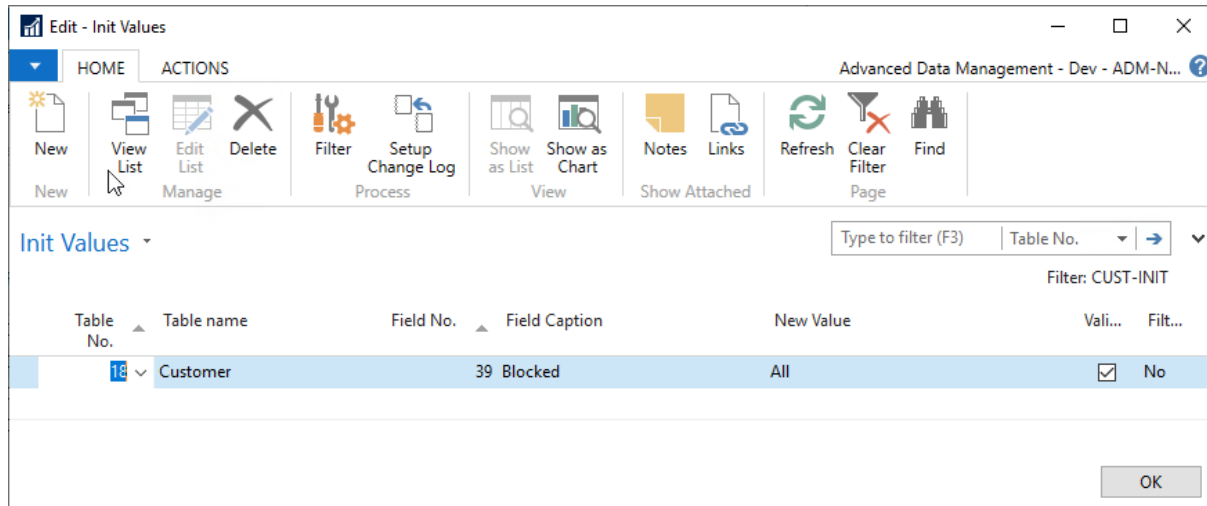 Edit - Init Values
HOME ACTIONS Advanced Data Management - Dev - ADM-N... ?
New View List Edit List Delete Filter Setup Change Log Show as List Show as Chart Notes Links Refresh Clear Filter Find
New Manage Process View Show Attached Page
Init Values Type to filter (F3) Table No.
Filter: CUST-INIT
Table No. Table name Field No. Field Caption New Value Vali... Filt...
18 Customer 39 Blocked All No
OK